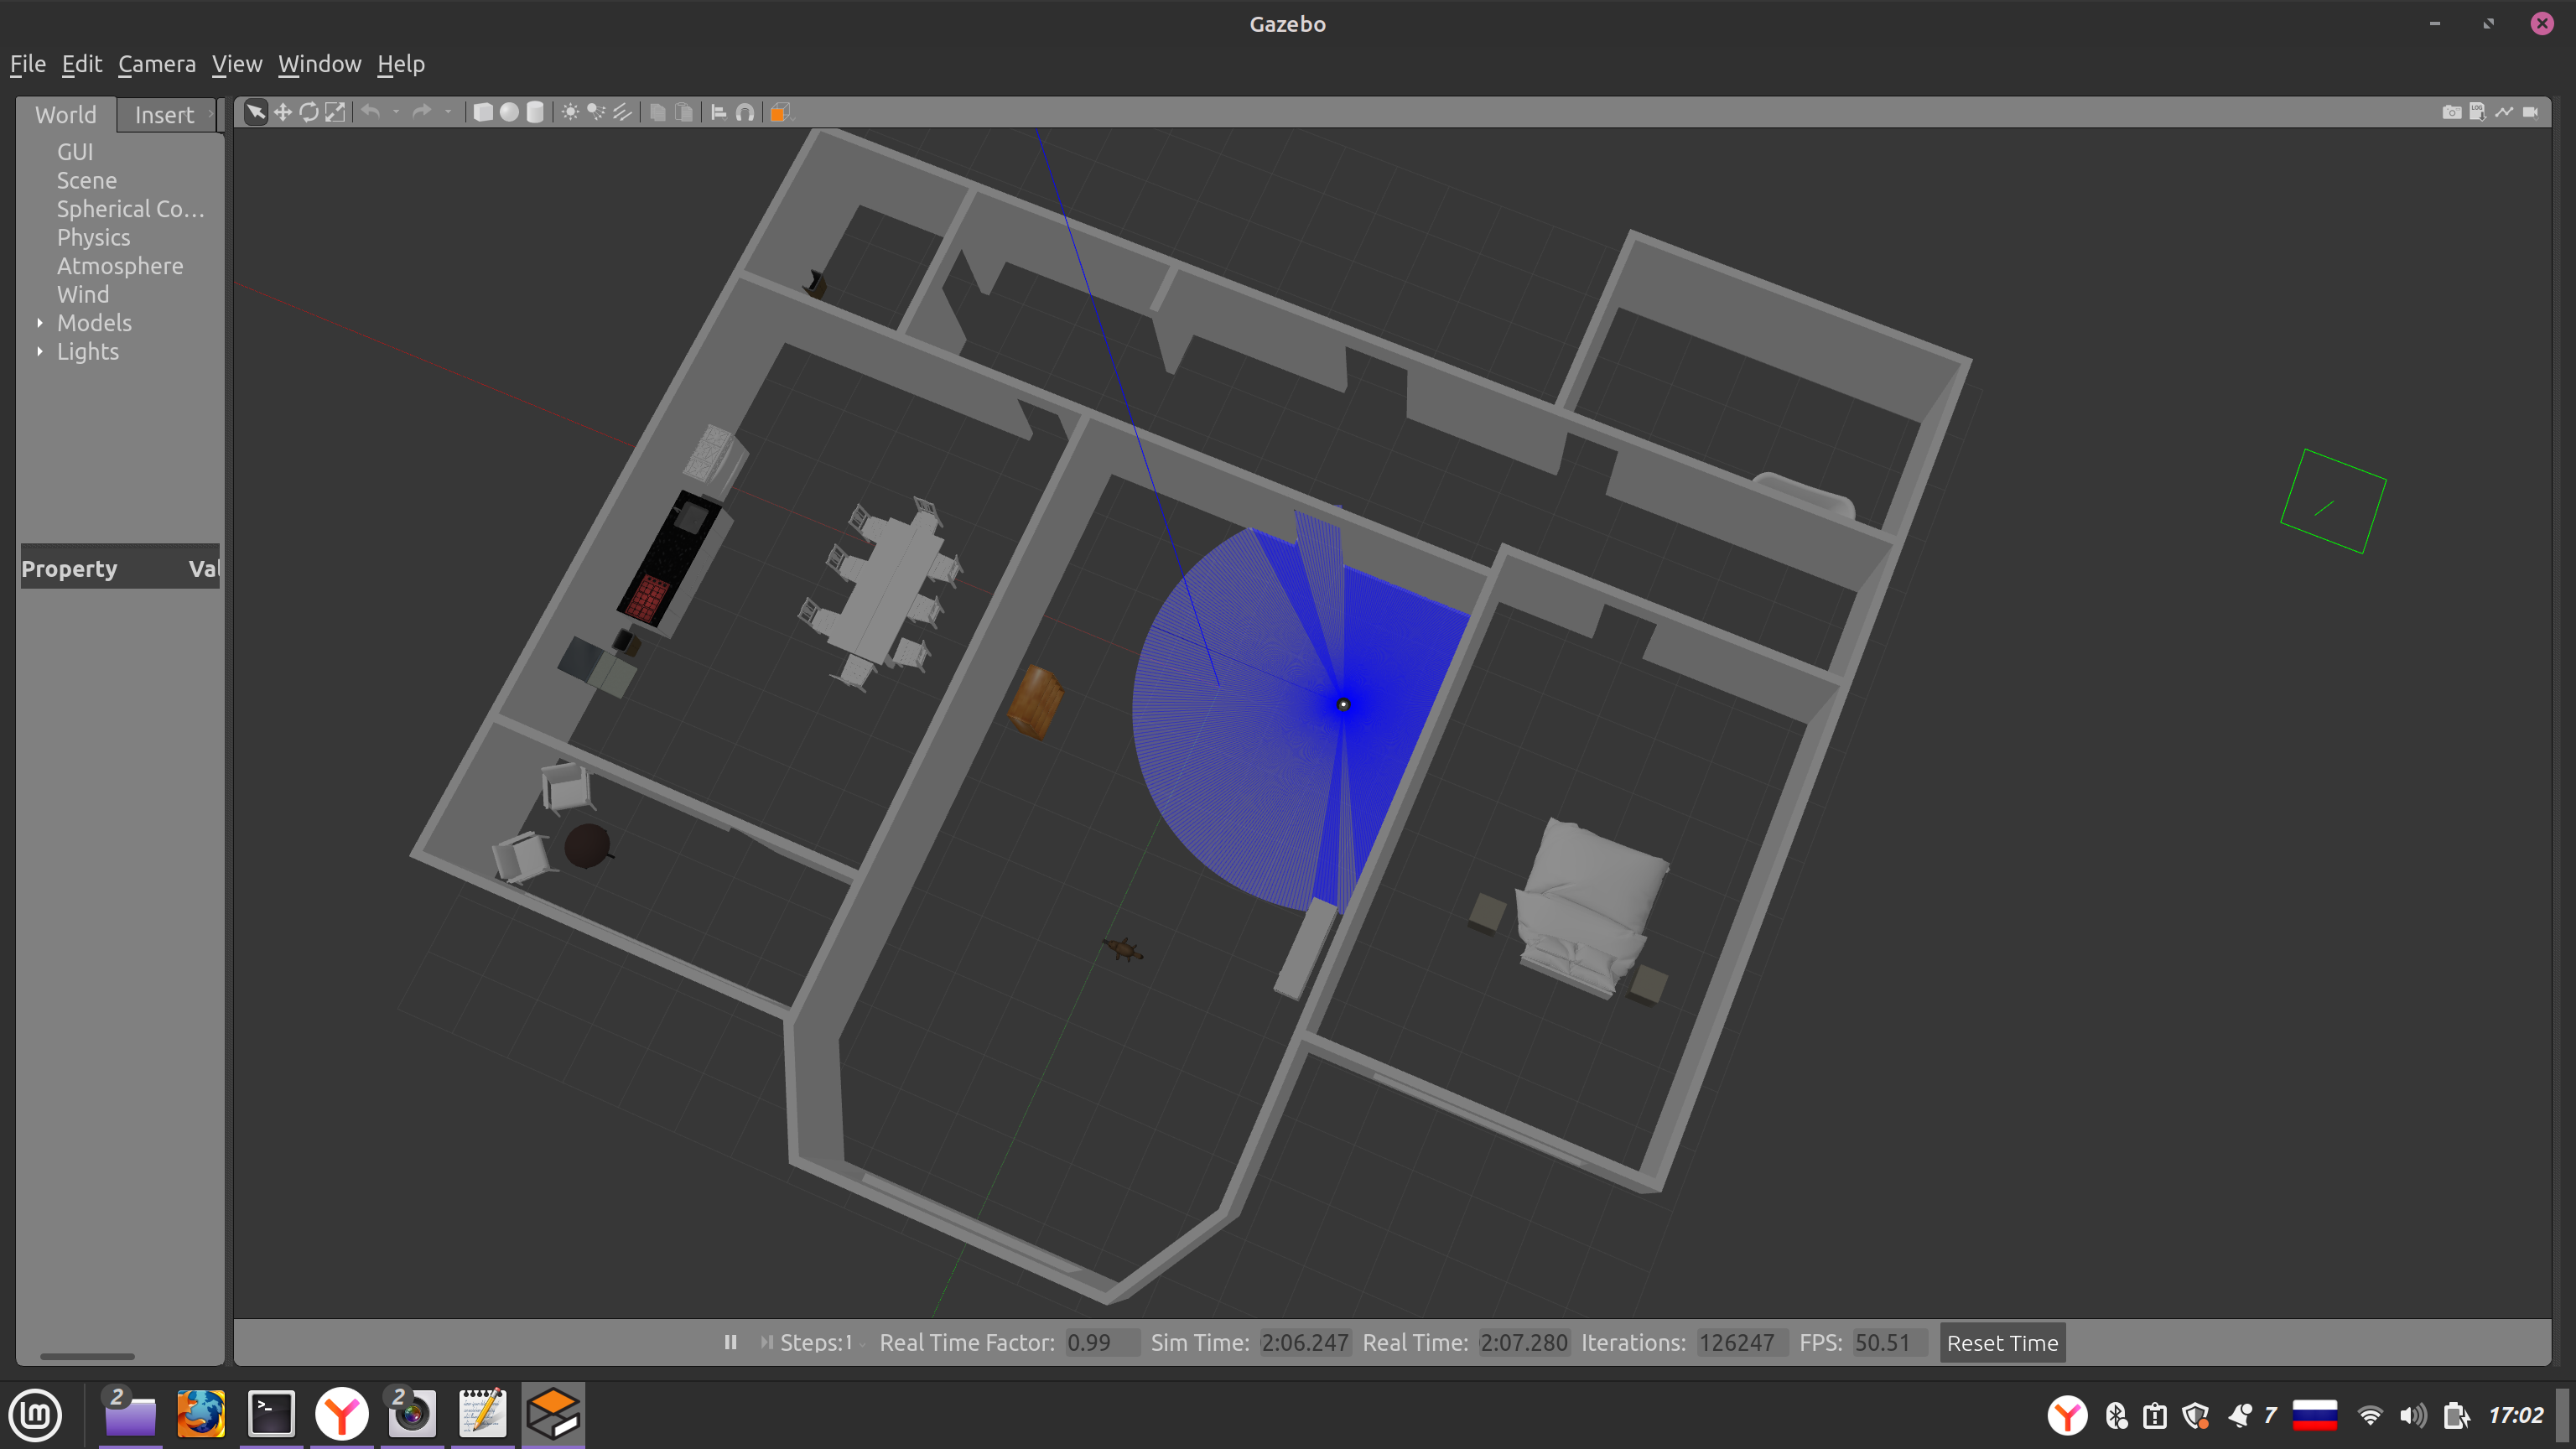 Gazebo
File Edit Camera View Window Help
World Insert
GUI
Scene
Spherical Co...
Physics
Atmosphere
Wind
Models
Lights
Property Val
Steps: 1 Real Time Factor: 0.99 Sim Time: 2:06.247 Real Time: 2:07.280 Iterations: 126247 FPS: 50.51 Reset Time
2 2 7 17:02